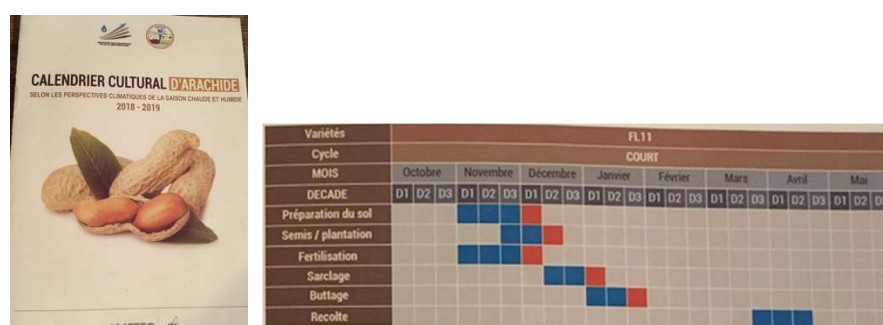 CALENDRIER CULTURAL D'ARACHIDE
SELON LES PERSPECTIVES CLIMATIQUES DE LA SAISON CHAUDE ET HUMIDE
2018 - 2019
Variétés FL11
Cycle COURT
MOIS Octobre Novembre Décembre Janvier Février Mars Avril Mai
DECADE D1 D2 D3 D1 D2 D3 D1 D2 D3 D1 D2 D3 D1 D2 D3 D1 D2 D3 D1 D2 D3 D1 D2
Préparation du sol
Semis / plantation
Fertilisation
Sarclage
Buttage
Recolte